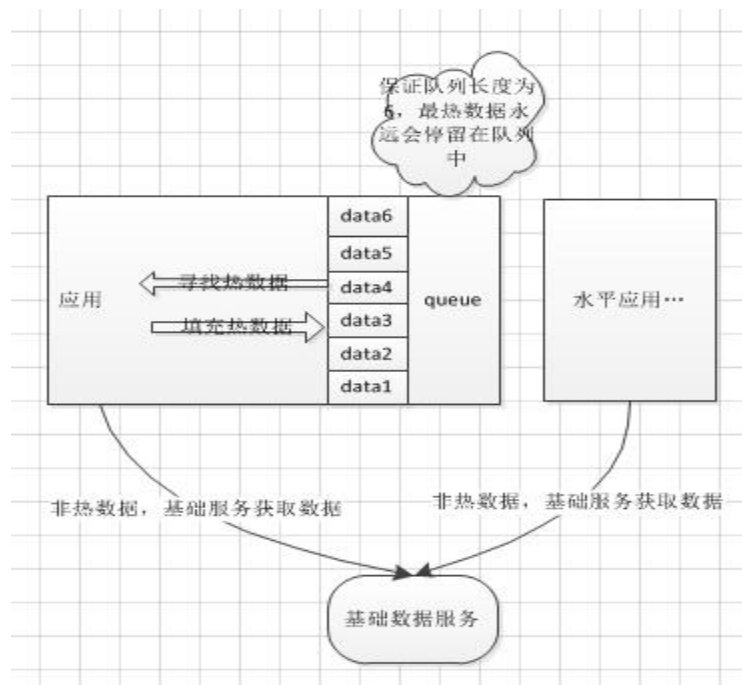 保证队列长度为
6，最热数据永
远会停留在队列
中
data6
data5
寻找热数据
data4
应用
queue
水平应用…
填充热数据
data3
data2
data1
非热数据，基础服务获取数据
非热数据，基础服务获取数据
基础数据服务